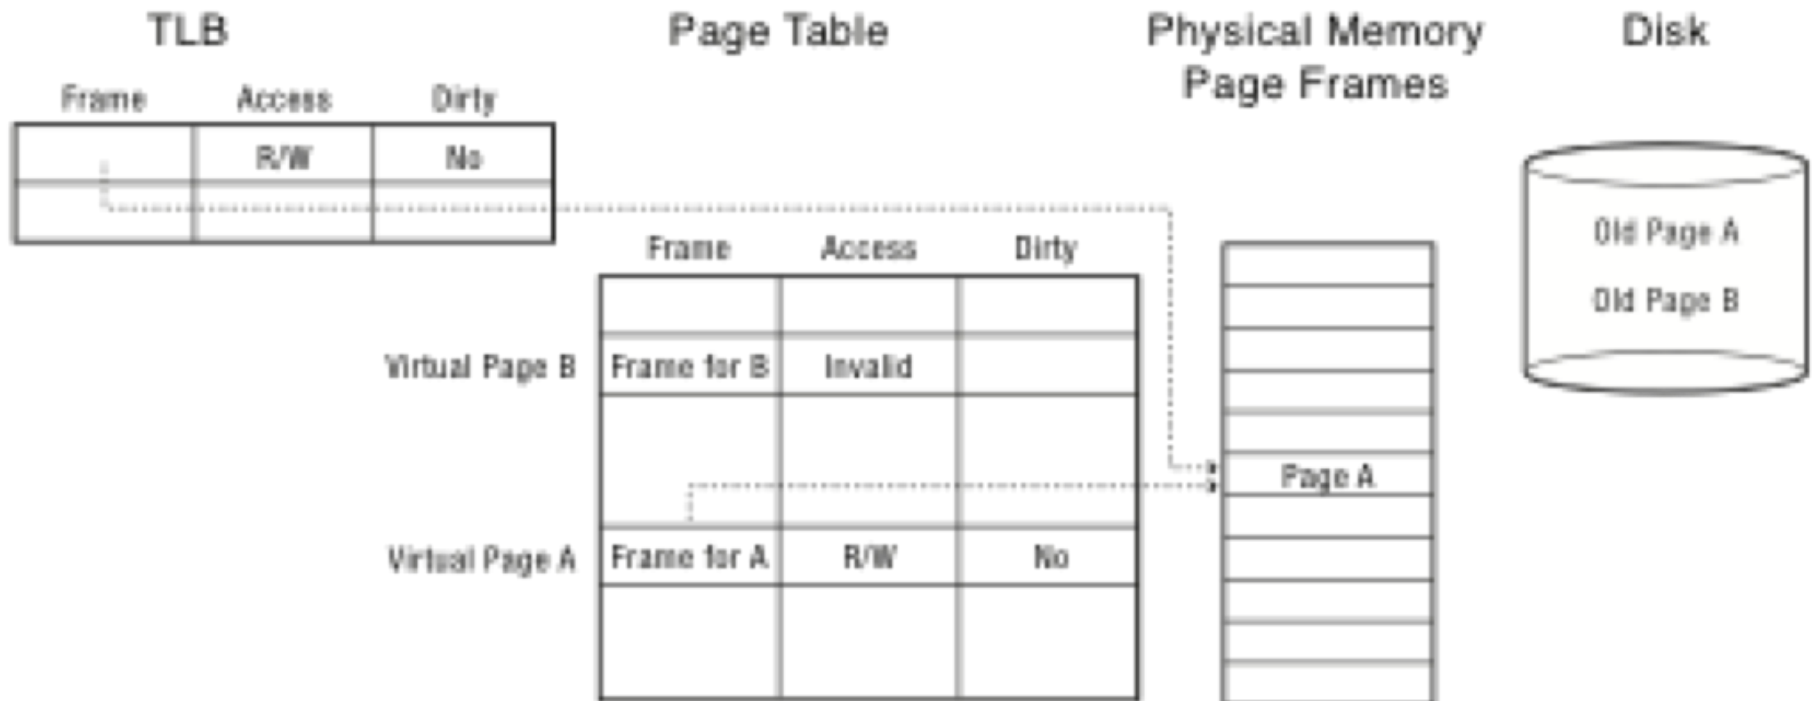 TLB
Page Table
Physical Memory
Page Frames
Disk
Frame Access Dirty
R/W No
Old Page A
Old Page B
Frame Access Dirty
Virtual Page B Frame for B Invalid
Page A
Virtual Page A Frame for A R/W No